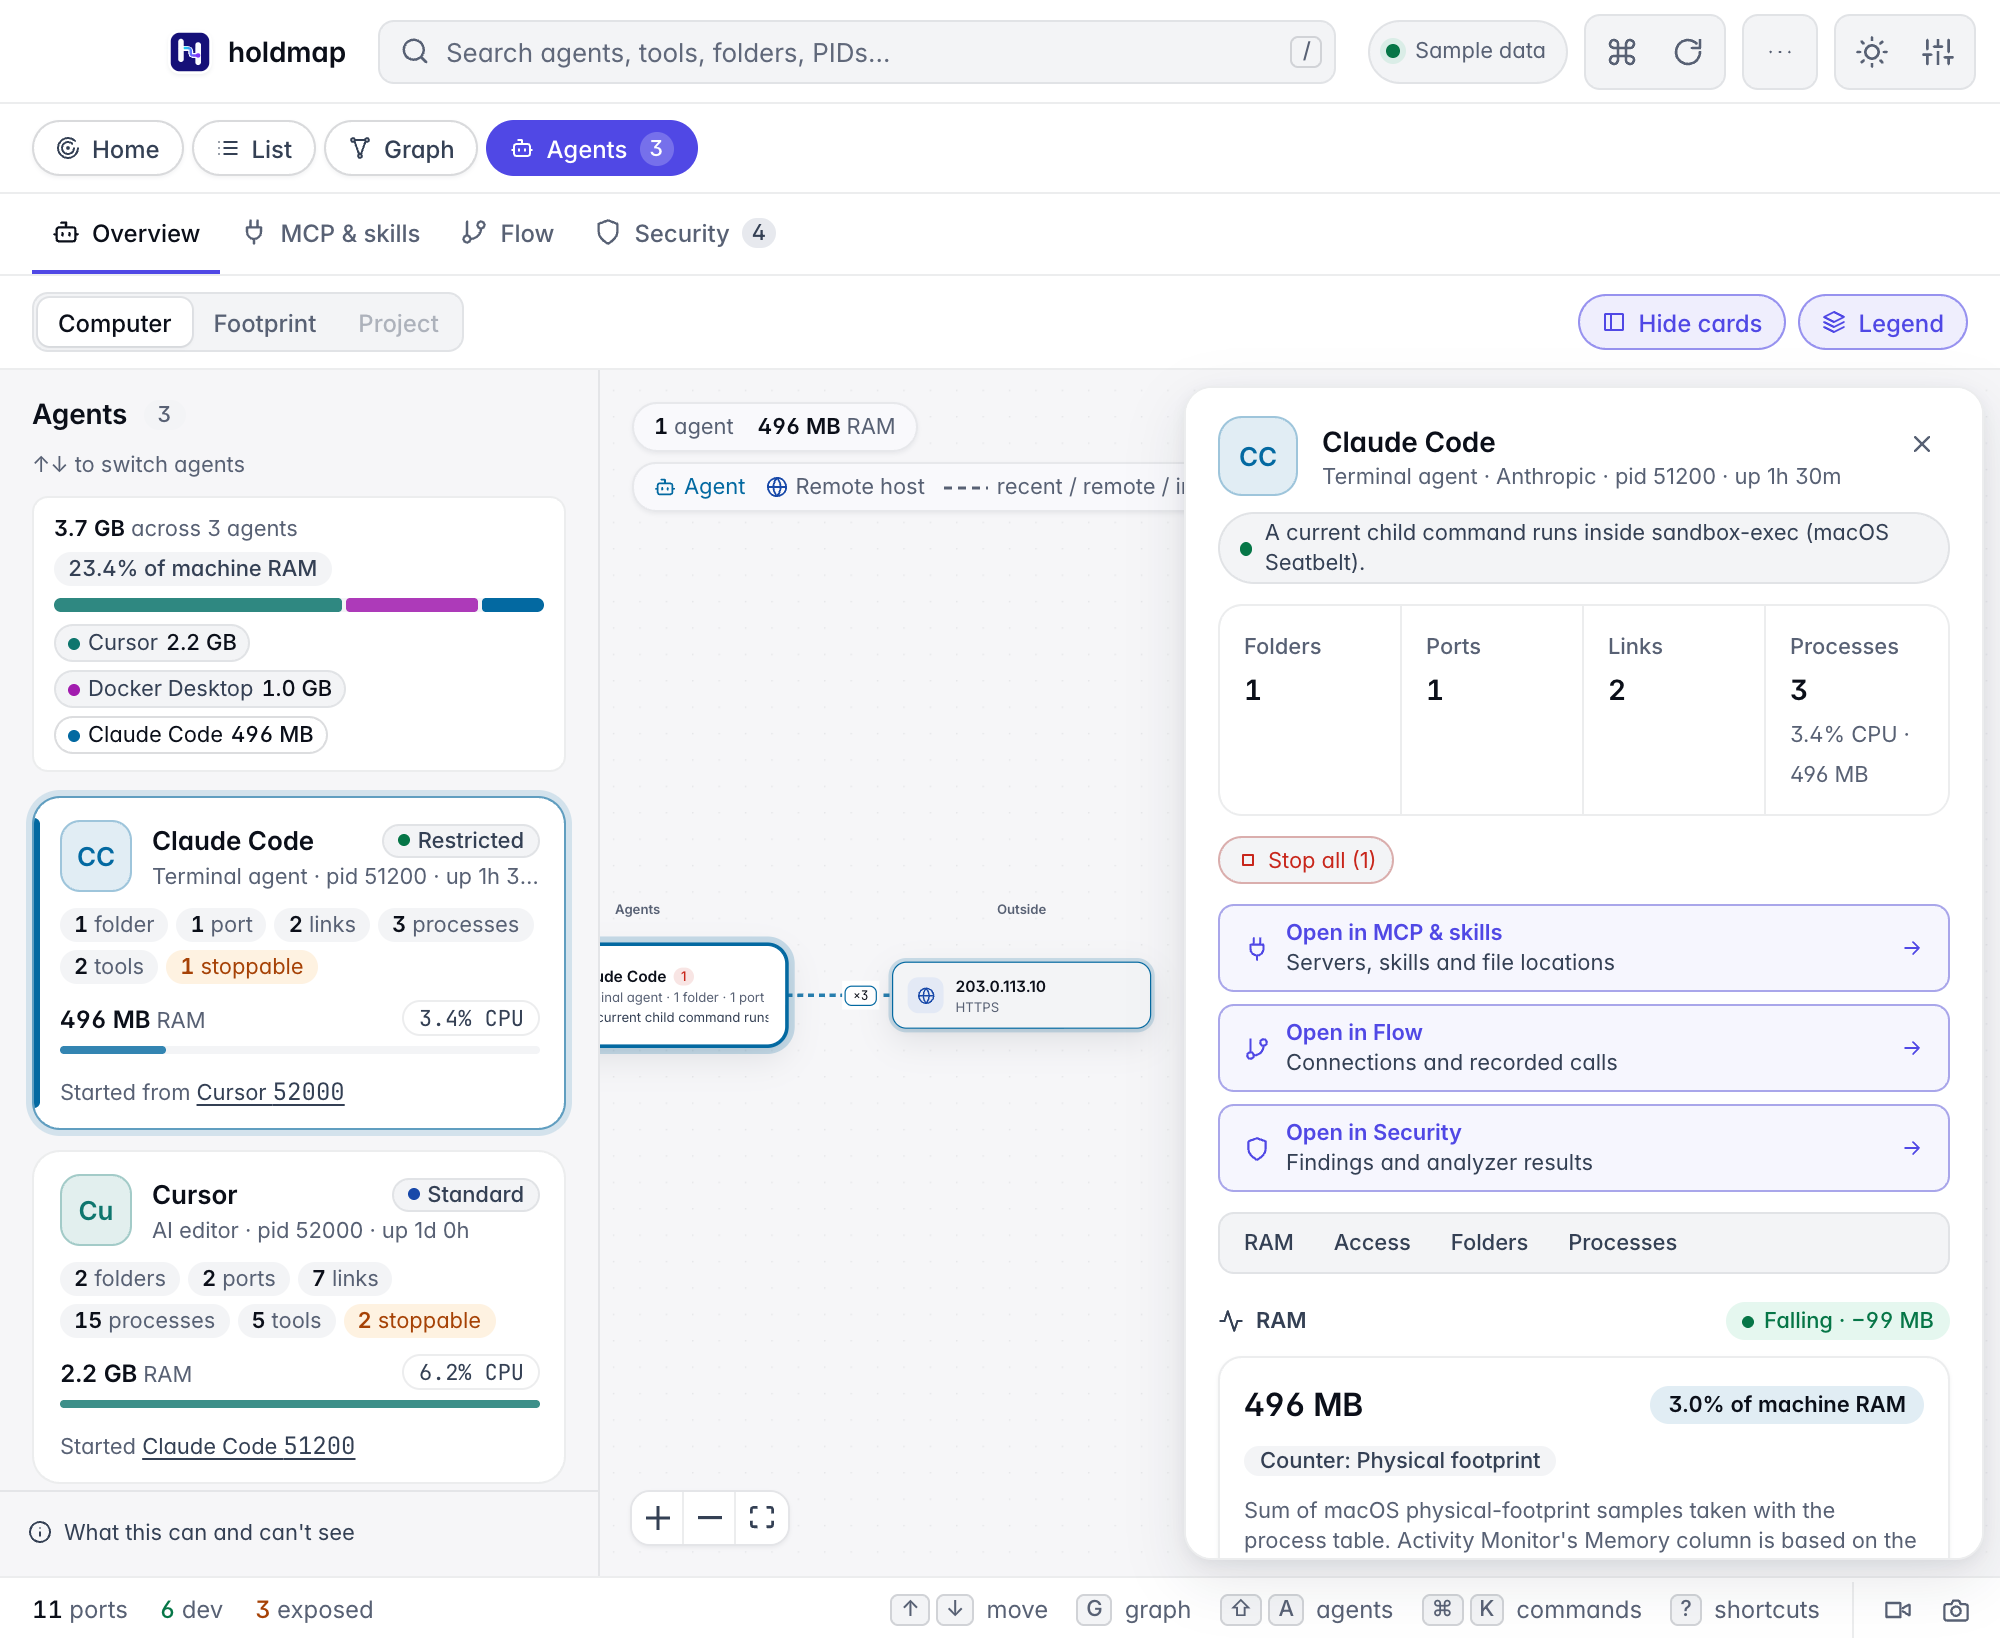 holdmap
Search agents, tools, folders, PIDs...
/
Sample data
Home
List
Graph
Agents 3
Overview
MCP & skills
Flow
Security 4
Computer
Footprint
Project
Hide cards
Legend
Agents 3
↑↓ to switch agents
3.7 GB across 3 agents
23.4% of machine RAM
Cursor 2.2 GB
Docker Desktop 1.0 GB
Claude Code 496 MB
CC
Claude Code
Restricted
Terminal agent · pid 51200 · up 1h 3...
1 folder
1 port
2 links
3 processes
2 tools
1 stoppable
496 MB RAM
3.4% CPU
Started from Cursor 52000
Cu
Cursor
Standard
AI editor · pid 52000 · up 1d 0h
2 folders
2 ports
7 links
15 processes
5 tools
2 stoppable
2.2 GB RAM
6.2% CPU
Started Claude Code 51200
What this can and can't see
1 agent 496 MB RAM
Agent
Remote host
recent / remote /
Agents
Outside
Code 1
agent · 1 folder · 1 port
current child command runs
×3
203.0.113.10
HTTPS
CC
Claude Code
Terminal agent · Anthropic · pid 51200 · up 1h 30m
A current child command runs inside sandbox-exec (macOS
Seatbelt).
Folders
1
Ports
1
Links
2
Processes
3
3.4% CPU ·
496 MB
Stop all (1)
Open in MCP & skills
Servers, skills and file locations
Open in Flow
Connections and recorded calls
Open in Security
Findings and analyzer results
RAM
Access
Folders
Processes
RAM
Falling · −99 MB
496 MB
3.0% of machine RAM
Counter: Physical footprint
Sum of macOS physical-footprint samples taken with the
process table. Activity Monitor's Memory column is based on the
11 ports
6 dev
3 exposed
↑ ↓ move
G graph
⇧ A agents
⌘ K commands
? shortcuts